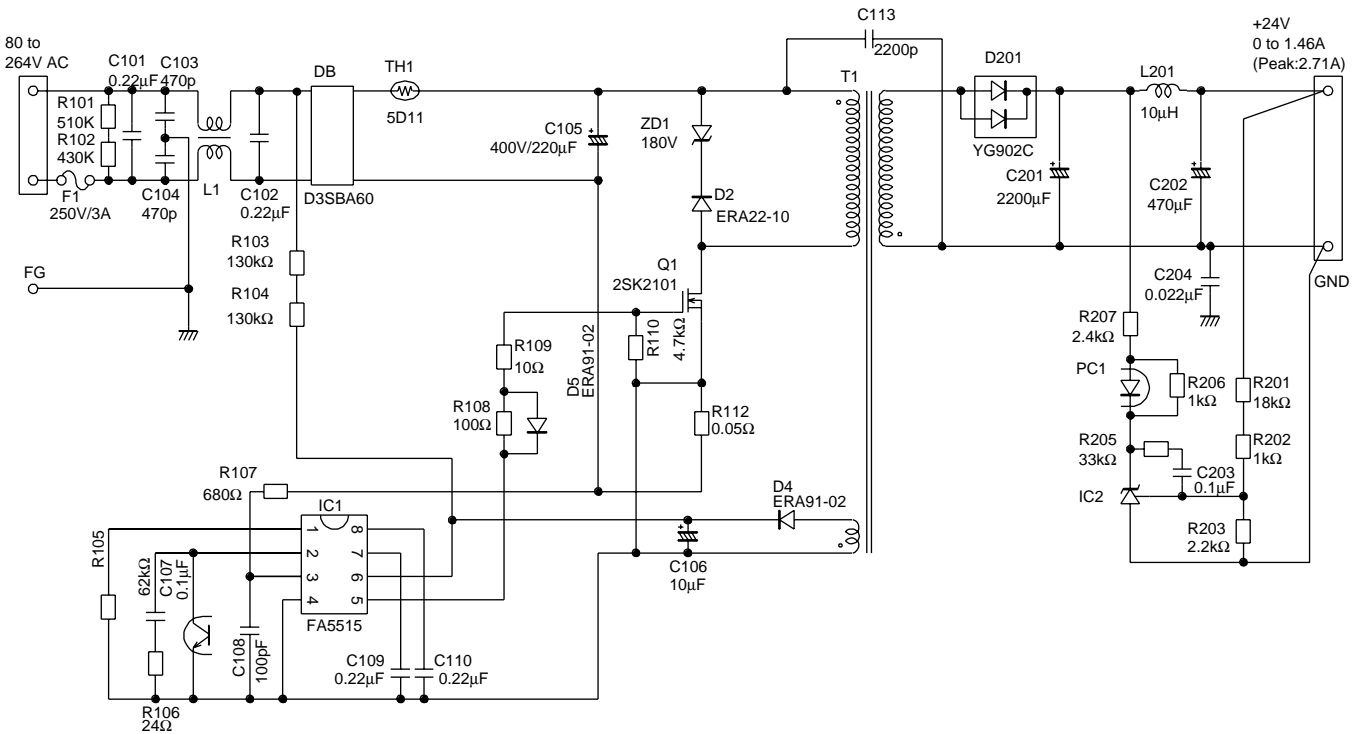 C113
2200p
+24V
0 to 1.46A
(Peak:2.71A)
80 to
264V AC
C101
0.22µF
C103
470p
DB
TH1
5D11
T1
D201
YG902C
L201
10µH
R101
510K
R102
430K
C105
400V/220µF
ZD1
180V
F1
250V/3A
C104
470p
L1
C102
0.22µF
D3SBA60
D2
ERA22-10
C201
2200µF
C202
470µF
R103
130kΩ
R104
130kΩ
FG
Q1
2SK2101
C204
0.022µF
GND
R109
10Ω
D5
ERA91-02
R110
4.7kΩ
R207
2.4kΩ
PC1
R206
1kΩ
R201
18kΩ
R108
100Ω
R112
0.05Ω
R205
33kΩ
R202
1kΩ
C203
0.1µF
IC2
R107
680Ω
IC1
D4
ERA91-02
R203
2.2kΩ
R105
62kΩ
C107
0.1µF
1
8
2
7
3
6
4
5
FA5515
C106
10µF
C108
100pF
C109
0.22µF
C110
0.22µF
R106
24Ω